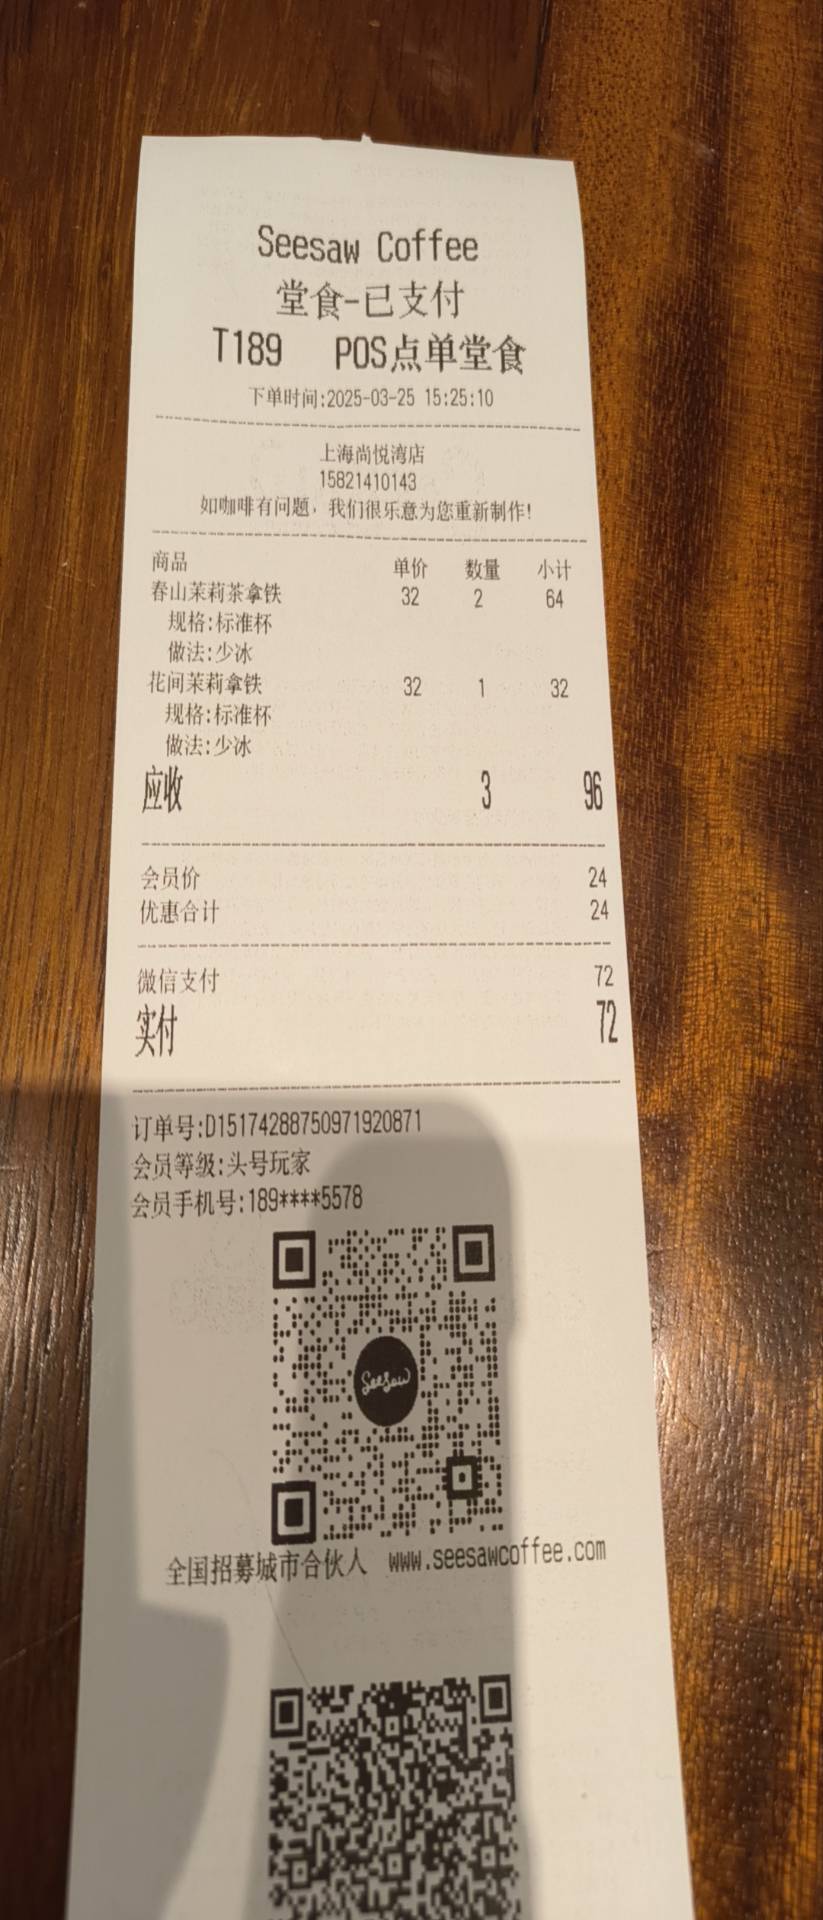 Seesaw Coffee
堂食-已支付
T189 POS点单堂食
下单时间:2025-03-25 15:25:10
上海尚悦湾店
15821410143
如咖啡有问题，我们很乐意为您重新制作!
商品 单价 数量 小计
春山茉莉茶拿铁 32 2 64
规格:标准杯
做法:少冰
花间茉莉拿铁 32 1 32
规格:标准杯
做法:少冰
应收 3 96
会员价 24
优惠合计 24
微信支付 72
实付 72
订单号:D15174288750971920871
会员等级:头号玩家
会员手机号:189****5578
SeeSaw
全国招募城市合伙人 www.seesawcoffee.com